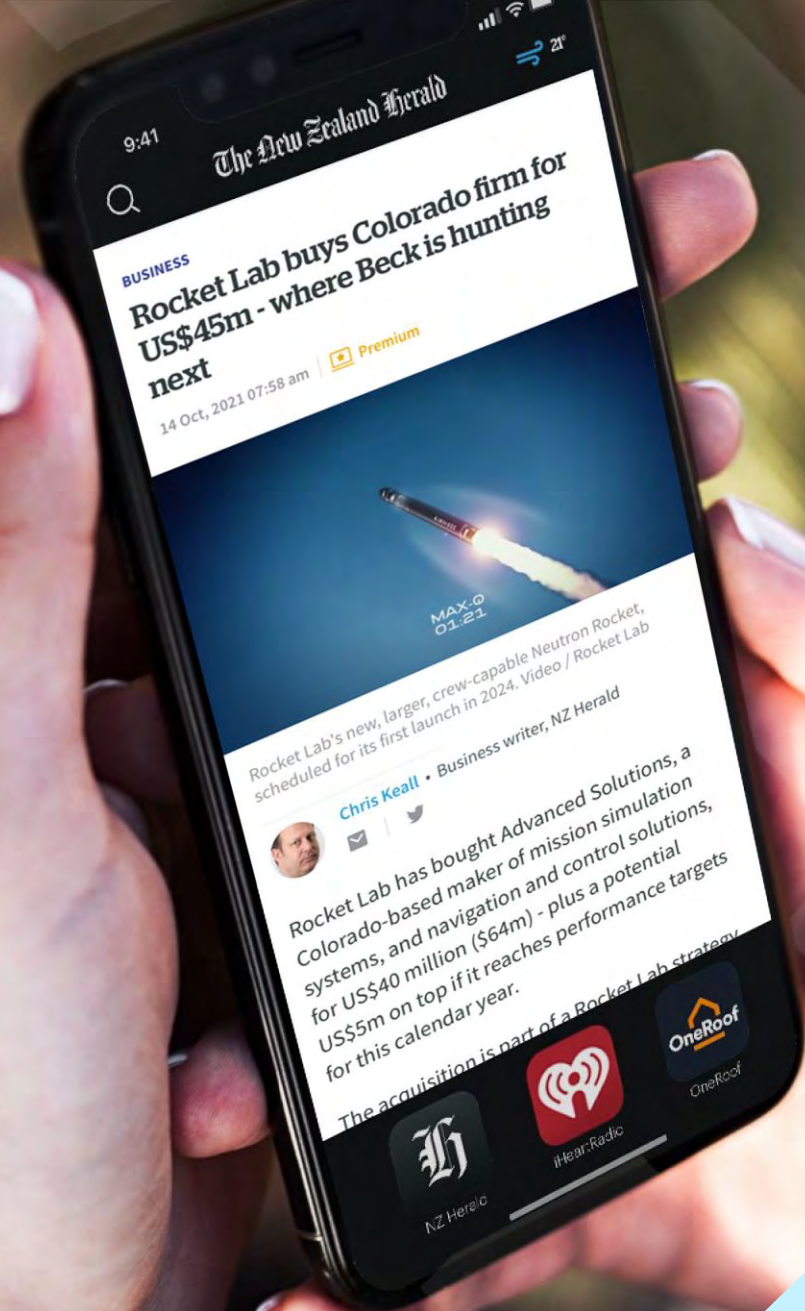 9:41
21°
The New Zealand Herald
BUSINESS
Rocket Lab buys Colorado firm for
US$45m - where Beck is hunting
next
14 Oct, 2021 07:58 am
Premium
MAX-Q
01:21
Rocket Lab's new, larger, crew-capable Neutron Rocket,
scheduled for its first launch in 2024. Video / Rocket Lab
Chris Keall • Business writer, NZ Herald
Rocket Lab has bought Advanced Solutions, a
Colorado-based maker of mission simulation
systems, and navigation and control solutions,
for US$40 million ($64m) - plus a potential
US$5m on top if it reaches performance targets
for this calendar year.
The acquisition is part of a Rocket Lab strategy
NZ Herald
iHeartRadio
OneRoof
OneRoof